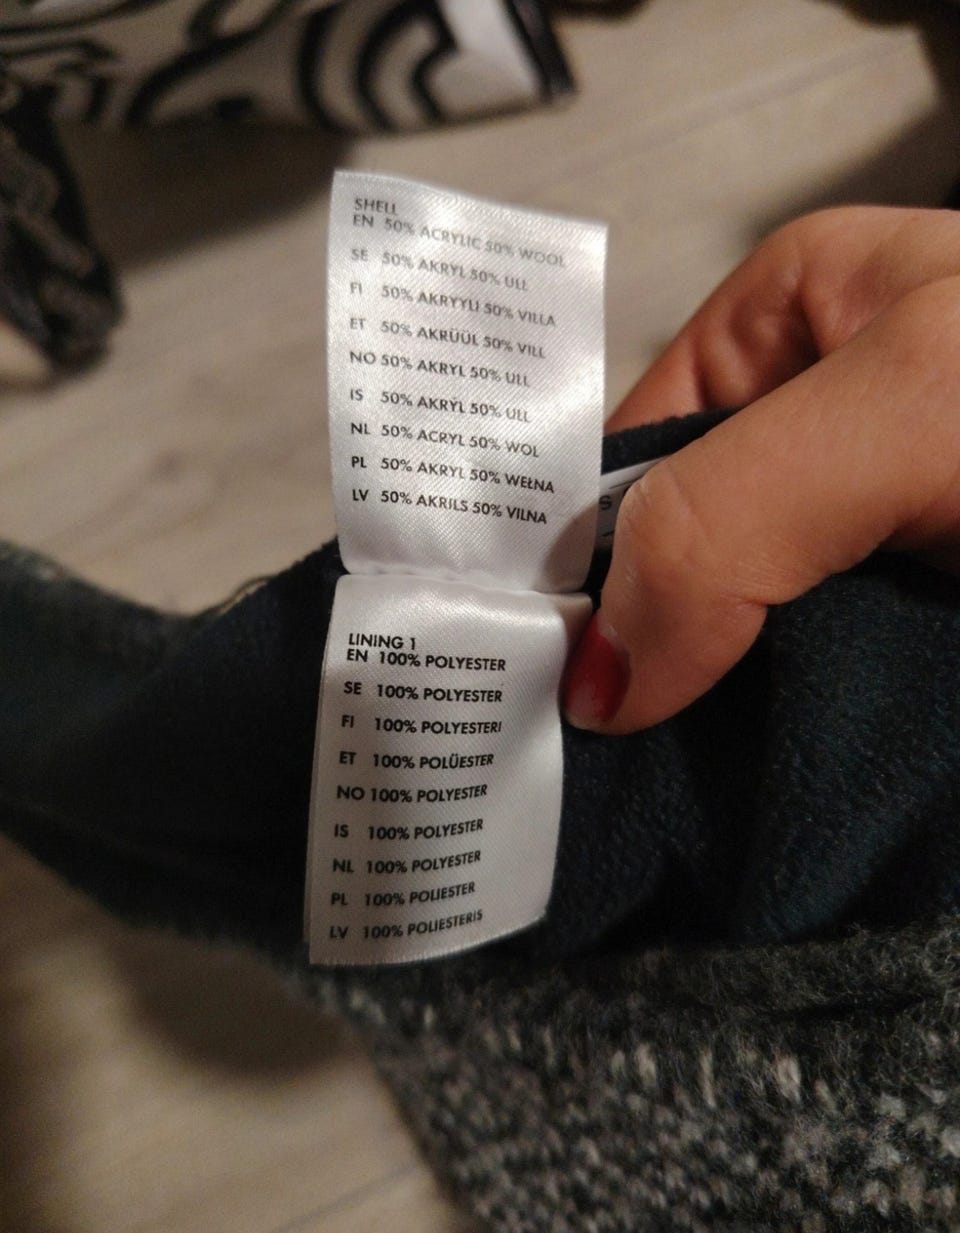 SHELL
EN 50% ACRYLIC 50% WOOL
SE 50% AKRYL 50% ULL
FI 50% AKRYYLI 50% VILLA
ET 50% AKRÜÜL 50% VILL
NO 50% AKRYL 50% ULL
IS 50% AKRÝL 50% ULL
NL 50% ACRYL 50% WOL
PL 50% AKRYL 50% WEŁNA
LV 50% AKRILS 50% VILNA
S
LINING 1
EN 100% POLYESTER
SE 100% POLYESTER
FI 100% POLYESTERI
ET 100% POLÜESTER
NO 100% POLYESTER
IS 100% POLYESTER
NL 100% POLYESTER
PL 100% POLIESTER
LV 100% POLIESTERIS